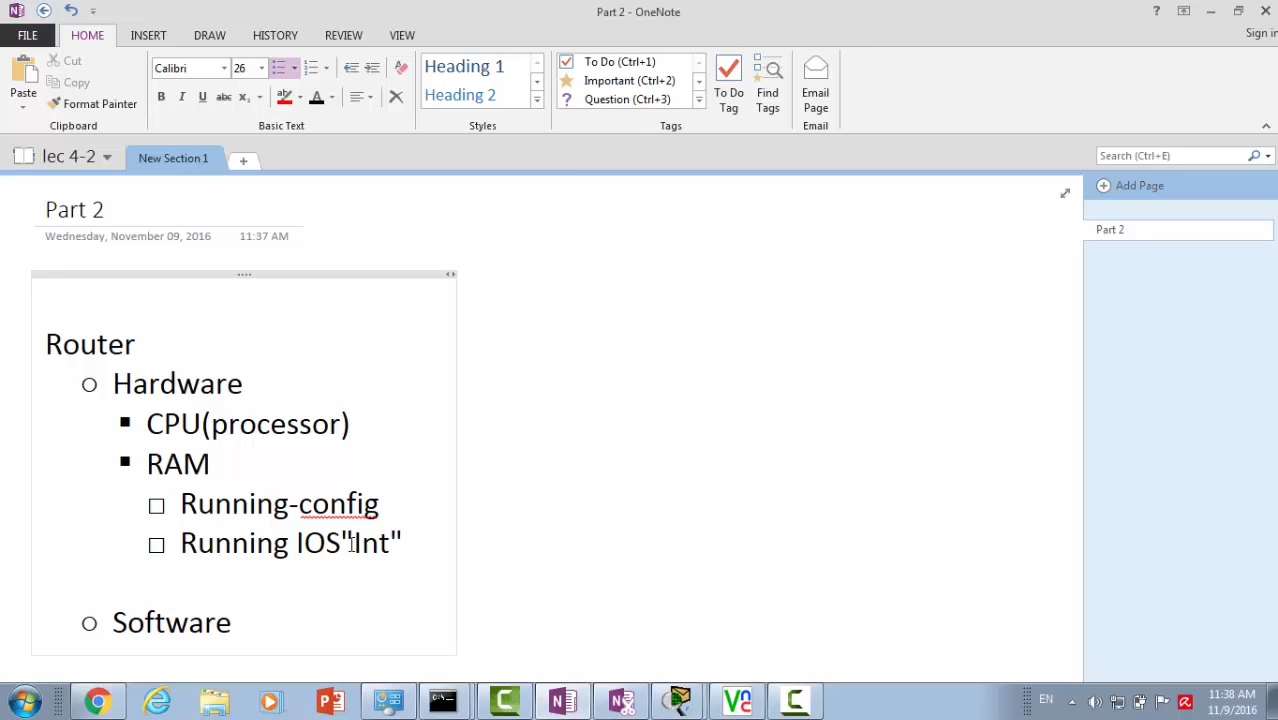 Part 2 - OneNote
Sign in
FILE HOME INSERT DRAW HISTORY REVIEW VIEW
Paste
Cut
Copy
Format Painter
Clipboard
Calibri 26
B I U abc X₂
A
Basic Text
Heading 1
Heading 2
Styles
To Do (Ctrl+1)
Important (Ctrl+2)
Question (Ctrl+3)
To Do Tag
Find Tags
Tags
Email Page
Email
lec 4-2
New Section 1
Search (Ctrl+E)
Add Page
Part 2
Part 2
Wednesday, November 09, 2016 11:37 AM
Router
Hardware
CPU(processor)
RAM
Running-config
Running IOS"Int"
Software
EN
11:38 AM
11/9/2016